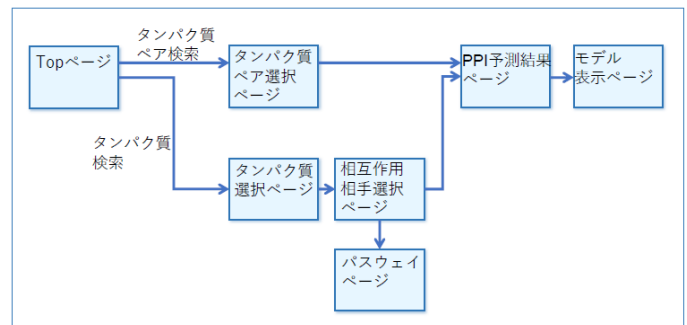 タンパク質
ペア検索
Topページ
タンパク質
ペア選択
ページ
PPI予測結果
ページ
モデル
表示ページ
タンパク質
検索
タンパク質
選択ページ
相互作用
相手選択
ページ
パスウェイ
ページ